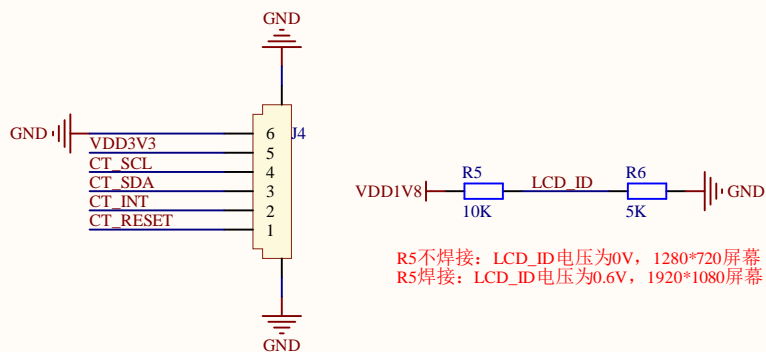 GND
GND
6
J4
VDD3V3
5
CT_SCL
4
CT_SDA
3
CT_INT
2
CT_RESET
1
GND
R5
R6
VDD1V8
LCD_ID
GND
10K
5K
R5不焊接：LCD_ID电压为0V，1280*720屏幕
R5焊接：LCD_ID电压为0.6V，1920*1080屏幕